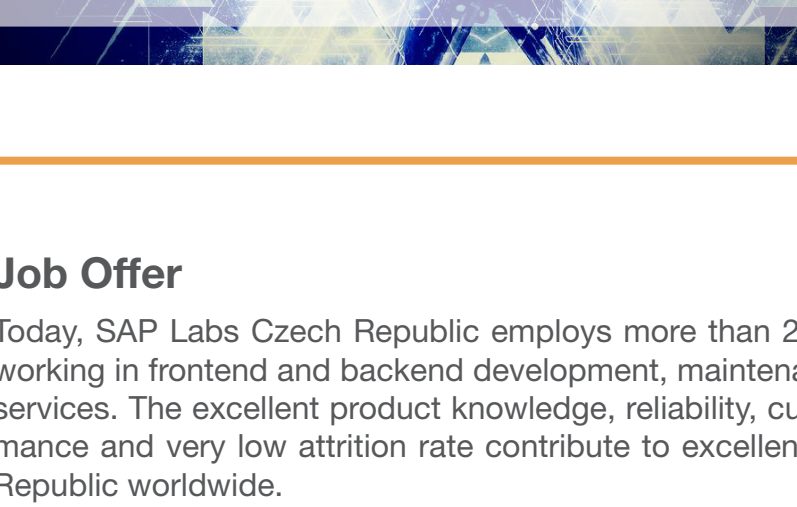 Job Offer
Today, SAP Labs Czech Republic employs more than 2
working in frontend and backend development, maintena
services. The excellent product knowledge, reliability, cu
mance and very low attrition rate contribute to excellen
Republic worldwide.